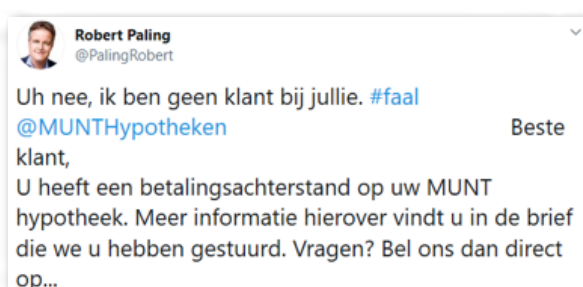 Robert Paling
@PalingRobert
Uh nee, ik ben geen klant bij jullie. #faal
@MUNTHypotheken Beste
klant,
U heeft een betalingsachterstand op uw MUNT
hypotheek. Meer informatie hierover vindt u in de brief
die we u hebben gestuurd. Vragen? Bel ons dan direct
op...